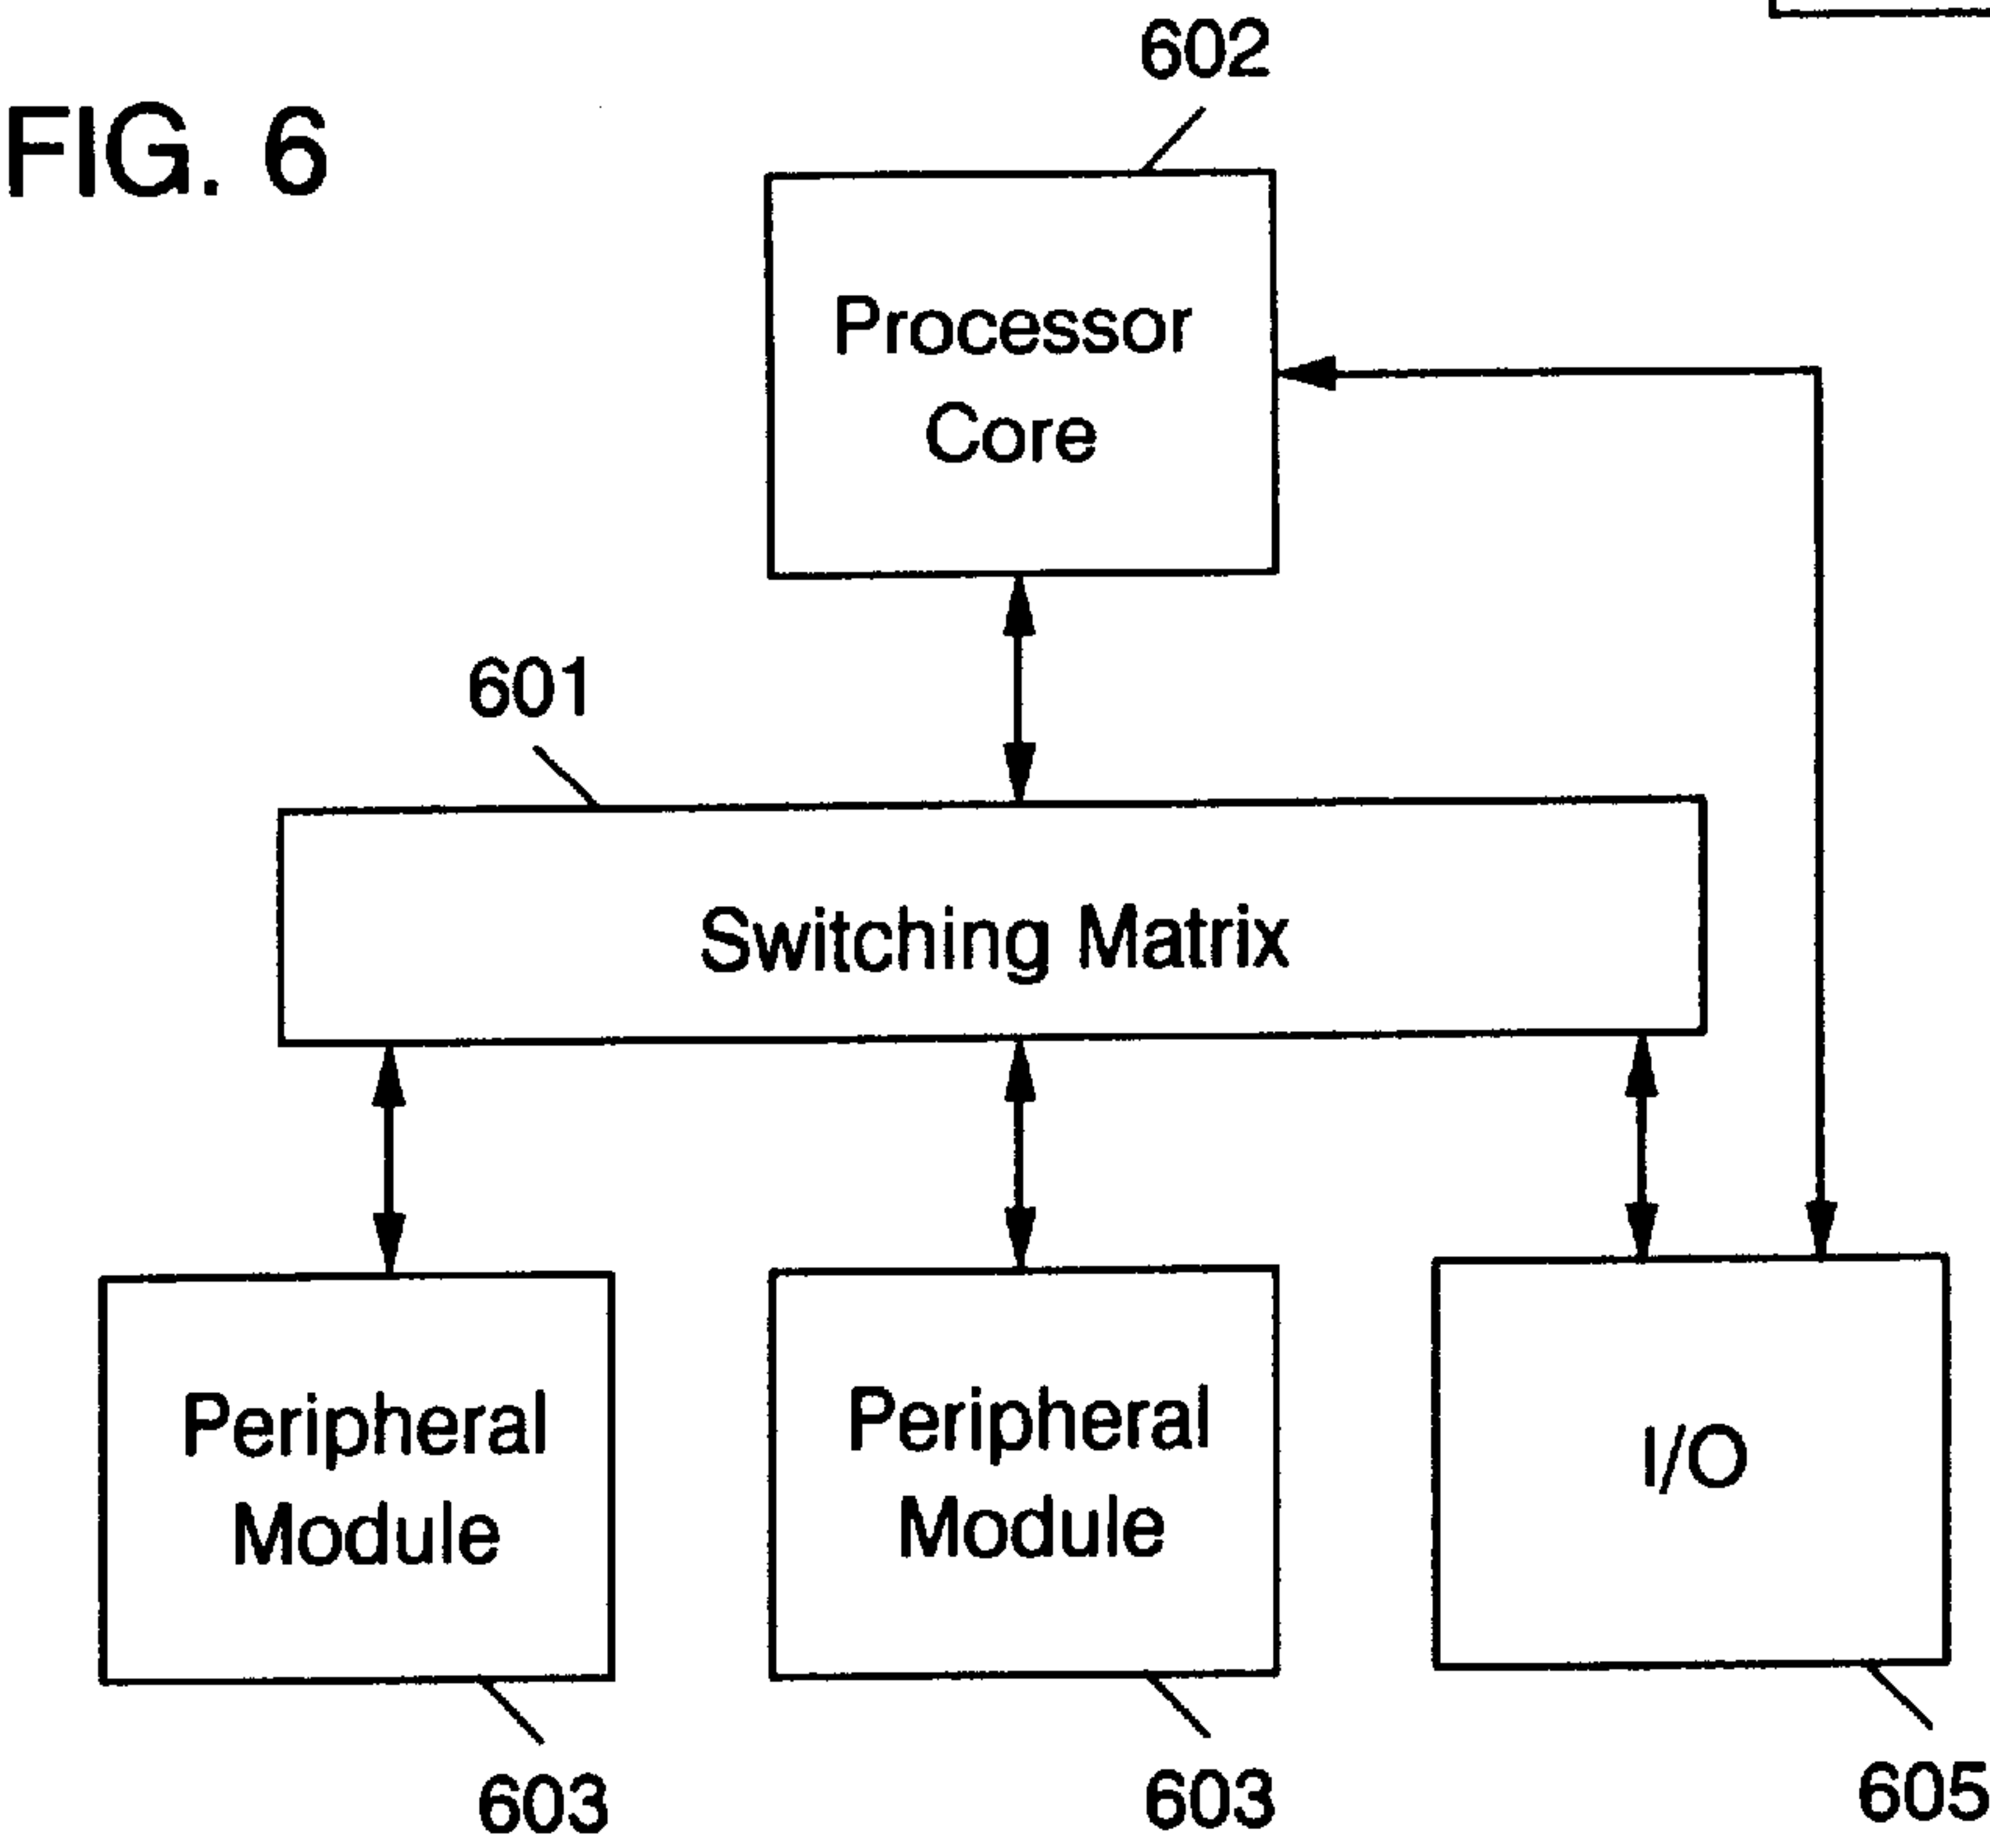 602
FIG. 6
Processor
Core
601
Switching Matrix
Peripheral
Module
Peripheral
Module
I/O
603
603
605